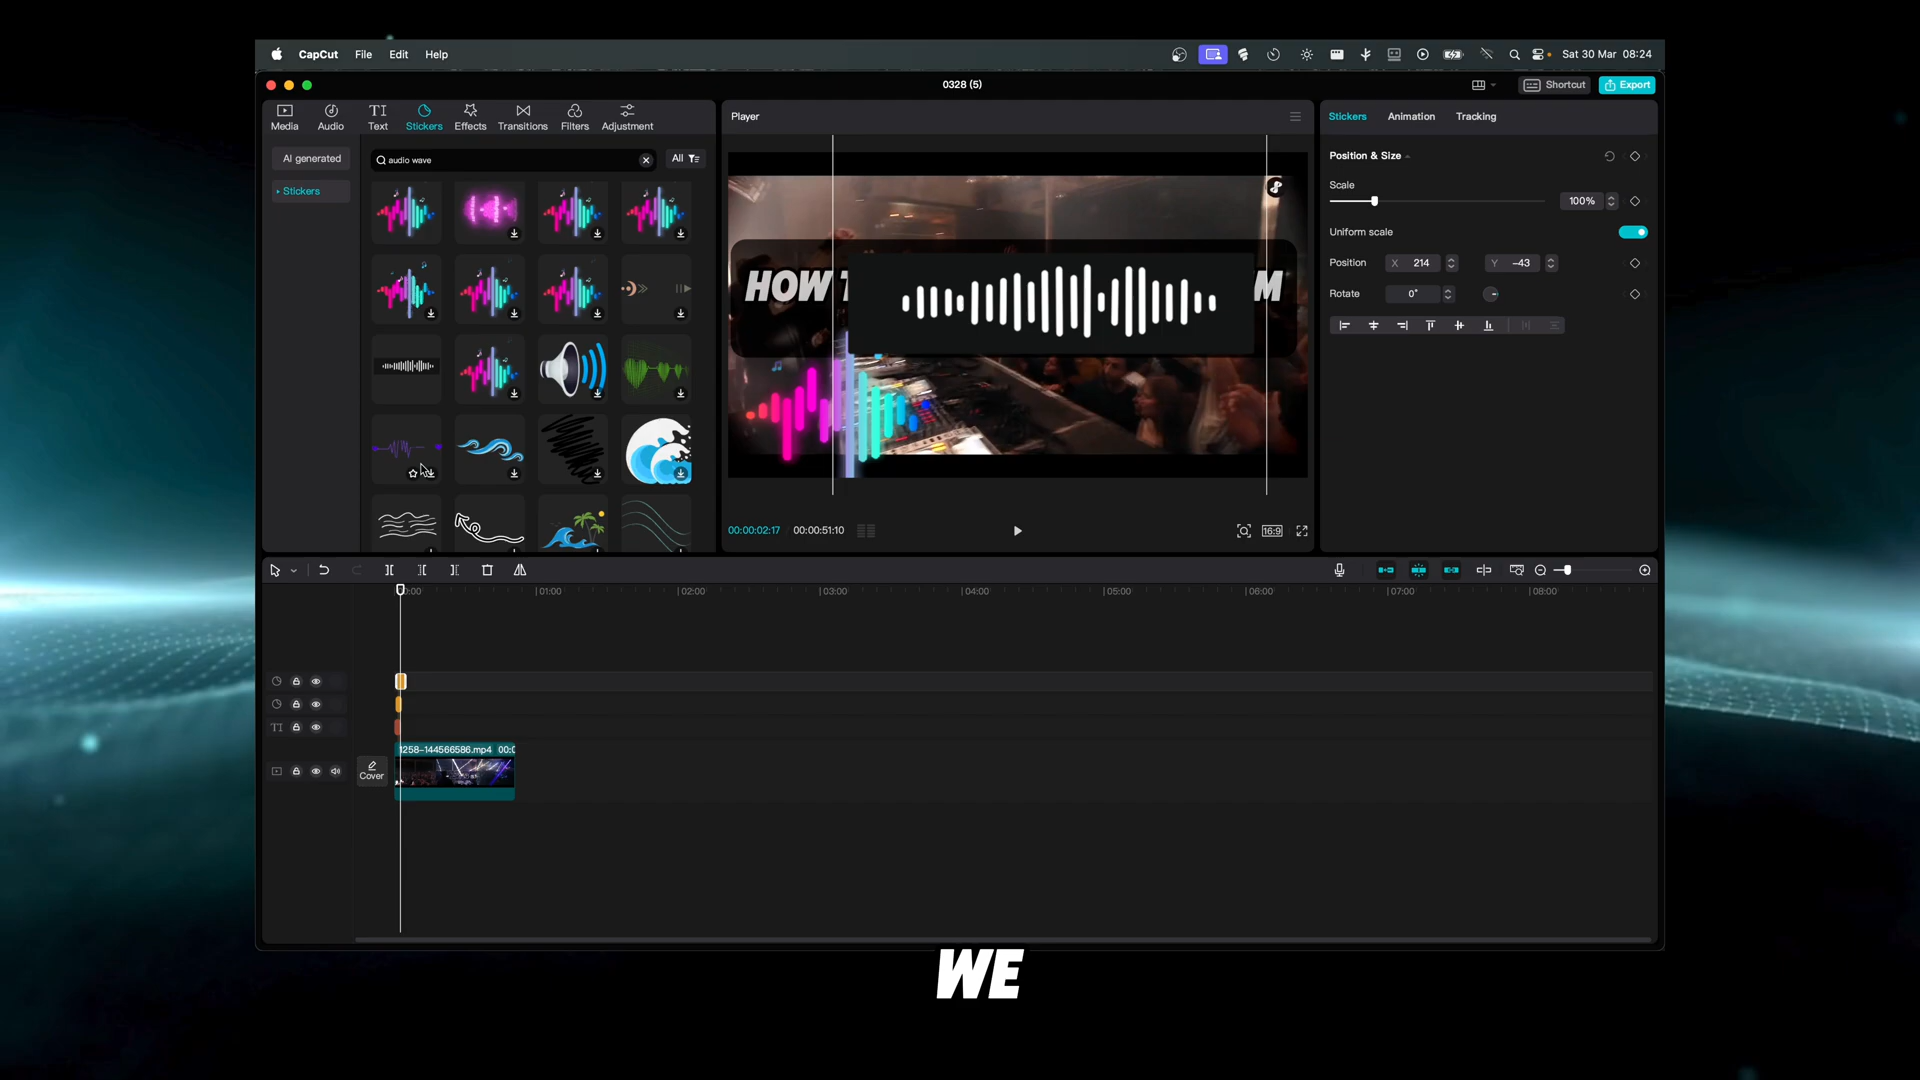 CapCut File Edit Help Sat 30 Mar 08:24
0328 (5) Shortcut Export
Media Audio Text Stickers Effects Transitions Filters Adjustment
AI generated
Stickers
audio wave All
Player
HOW T
M
00:00:02:17 / 00:00:51:10
16:9
Stickers Animation Tracking
Position & Size
Scale
100%
Uniform scale
Position X 214 Y -43
Rotate 0°
01:00 02:00 03:00 04:00 05:00 06:00 07:00 08:00
TI
Cover
1258-144566586.mp4
WE